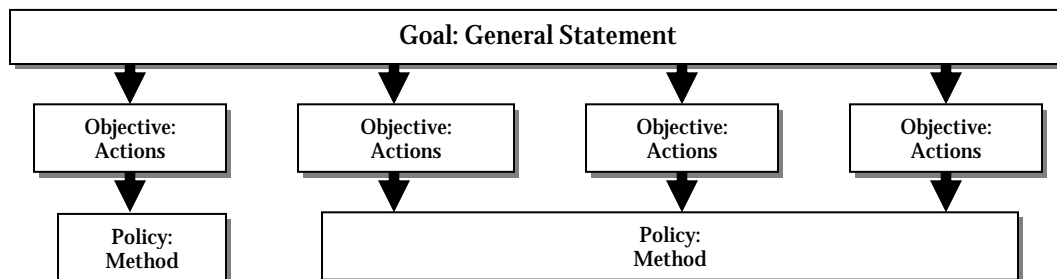 Goal: General Statement
Objective:
Actions
Objective:
Actions
Objective:
Actions
Objective:
Actions
Policy:
Method
Policy:
Method